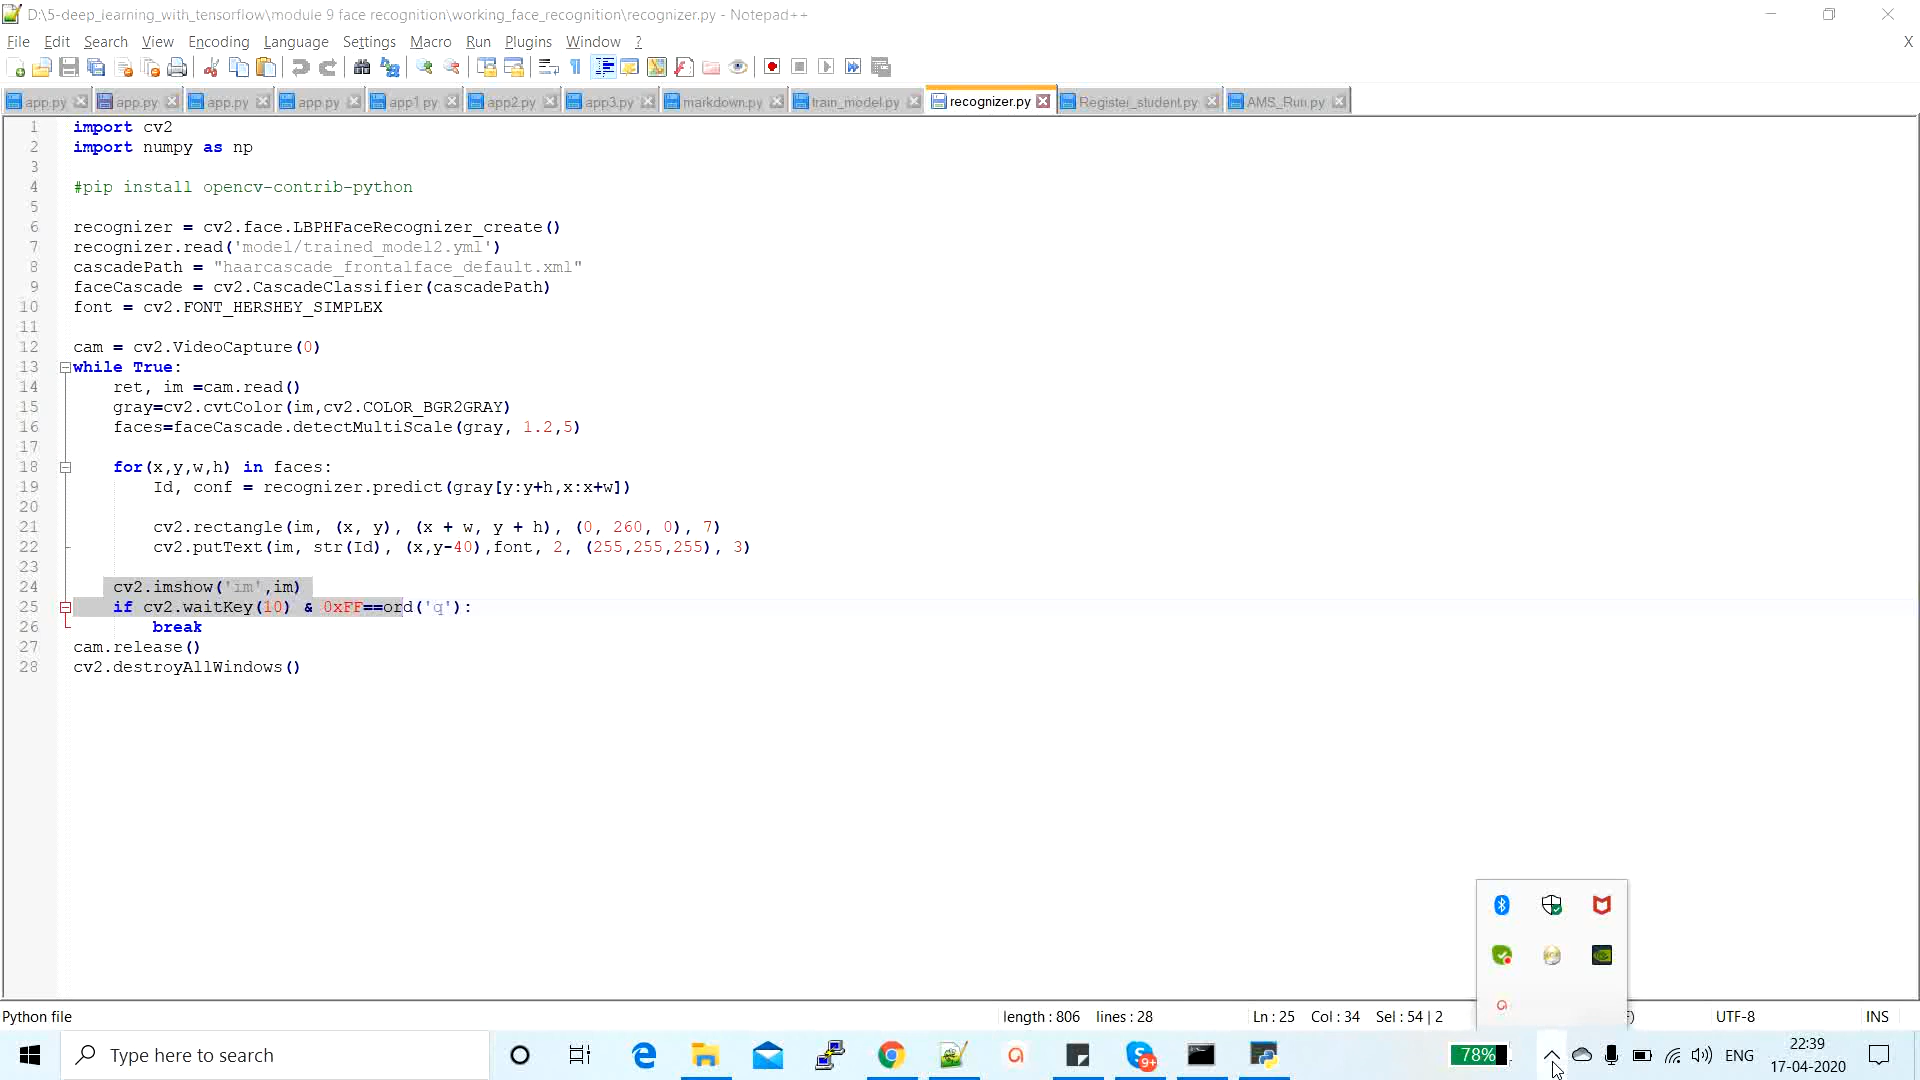 D:\5-deep_learning_with_tensorflow\module 9 face recognition\working_face_recognition\recognizer.py - Notepad++
File Edit Search View Encoding Language Settings Macro Run Plugins Window ? X
app.py app.py app.py app.py app1.py app2.py app3.py markdown.py train_model.py recognizer.py Register_student.py AMS_Run.py
1 import cv2
2 import numpy as np
3
4 #pip install opencv-contrib-python
5
6 recognizer = cv2.face.LBPHFaceRecognizer_create()
7 recognizer.read('model/trained_model2.yml')
8 cascadePath = "haarcascade_frontalface_default.xml"
9 faceCascade = cv2.CascadeClassifier(cascadePath)
10 font = cv2.FONT_HERSHEY_SIMPLEX
11
12 cam = cv2.VideoCapture(0)
13 while True:
14 ret, im =cam.read()
15 gray=cv2.cvtColor(im,cv2.COLOR_BGR2GRAY)
16 faces=faceCascade.detectMultiScale(gray, 1.2,5)
17
18 for(x,y,w,h) in faces:
19 Id, conf = recognizer.predict(gray[y:y+h,x:x+w])
20
21 cv2.rectangle(im, (x, y), (x + w, y + h), (0, 260, 0), 7)
22 cv2.putText(im, str(Id), (x,y-40),font, 2, (255,255,255), 3)
23
24 cv2.imshow('im',im)
25 if cv2.waitKey(10) & 0xFF==ord('q'):
26 break
27 cam.release()
28 cv2.destroyAllWindows()
Python file length : 806 lines : 28 Ln : 25 Col : 34 Sel : 54 | 2 F) UTF-8 INS
Type here to search 9+ 78% ENG 22:39
17-04-2020